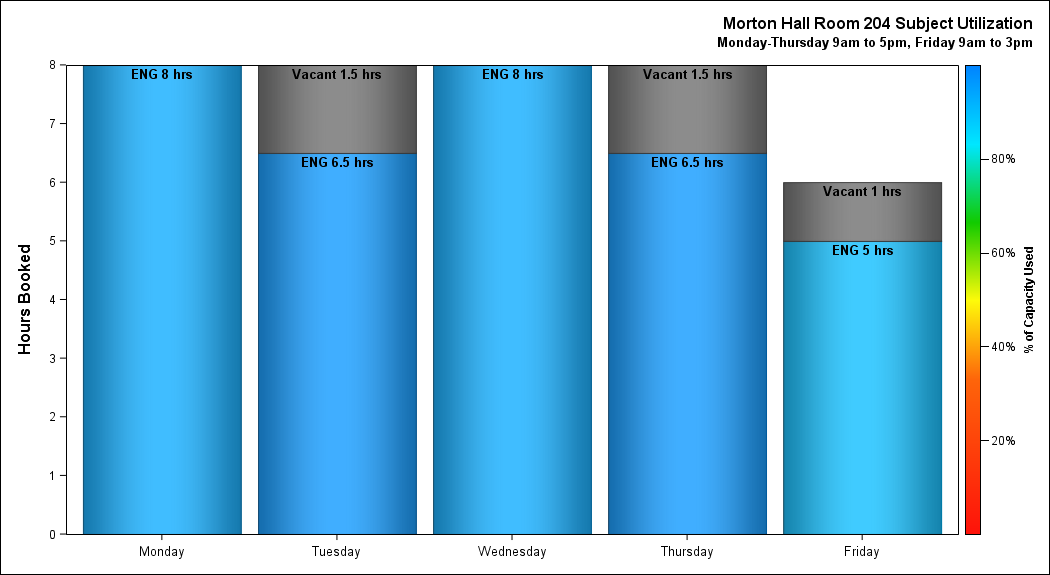 Morton Hall Room 204 Subject Utilization
Monday-Thursday 9am to 5pm, Friday 9am to 3pm
Hours Booked
8
7
6
5
4
3
2
1
0
ENG 8 hrs
Vacant 1.5 hrs
ENG 6.5 hrs
ENG 8 hrs
Vacant 1.5 hrs
ENG 6.5 hrs
Vacant 1 hrs
ENG 5 hrs
Monday
Tuesday
Wednesday
Thursday
Friday
80%
60%
40%
20%
% of Capacity Used